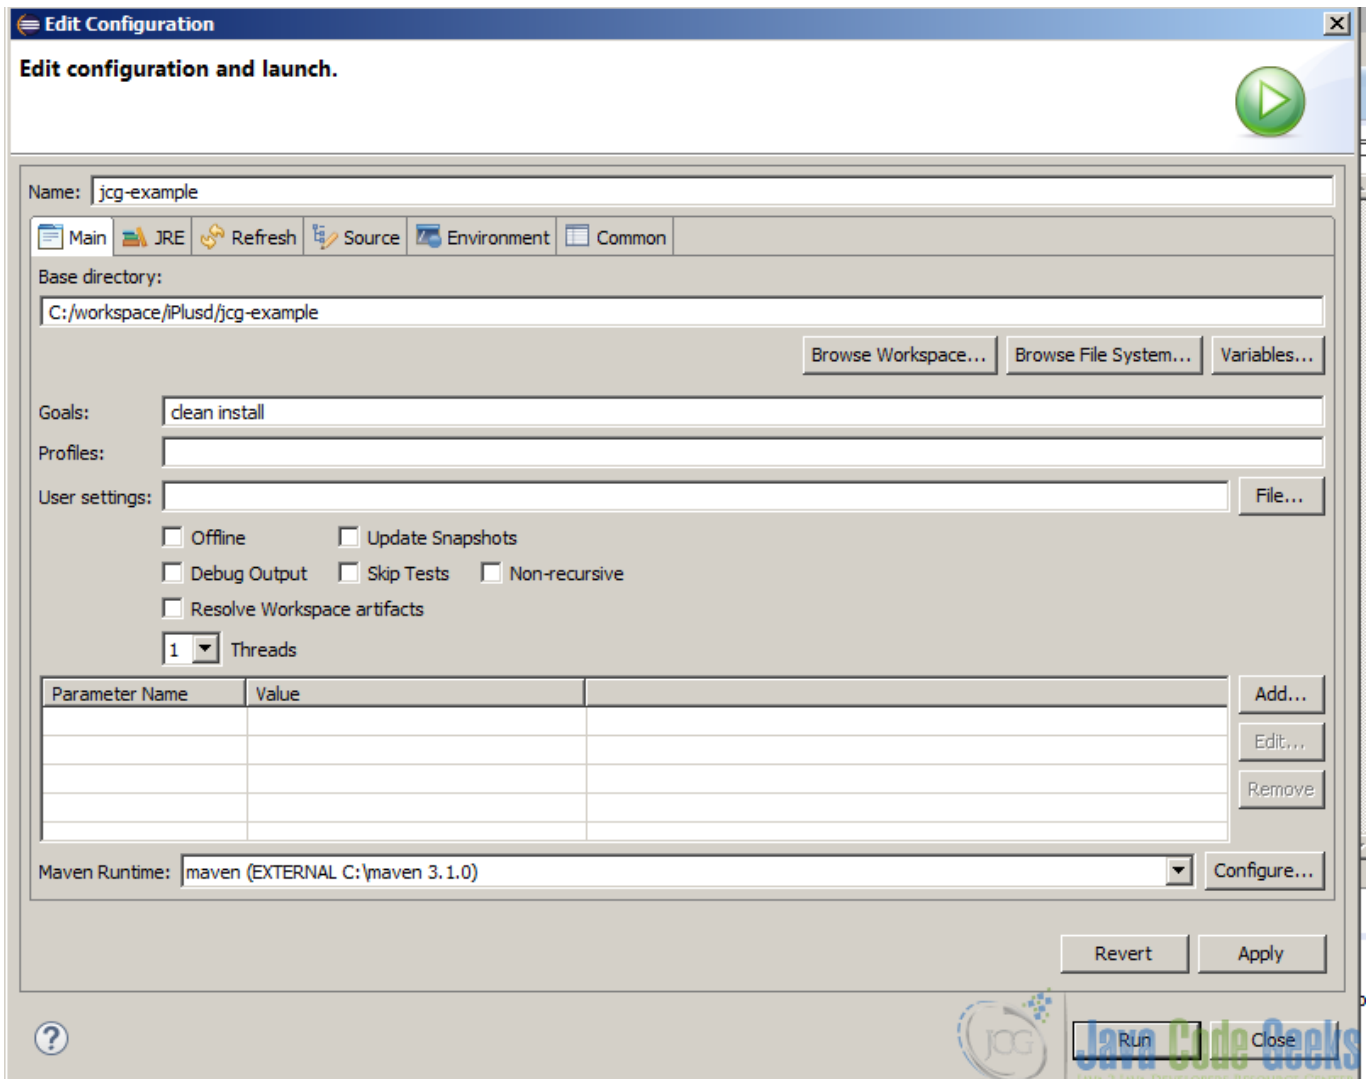 Edit Configuration
Edit configuration and launch.
Name: jcg-example
Main JRE Refresh Source Environment Common
Base directory:
C:/workspace/iPlusd/jcg-example
Browse Workspace... Browse File System... Variables...
Goals: clean install
Profiles:
User settings: File...
Offline Update Snapshots
Debug Output Skip Tests Non-recursive
Resolve Workspace artifacts
1 Threads
Parameter Name Value Add...
Edit...
Remove
Maven Runtime: maven (EXTERNAL C:\maven 3.1.0) Configure...
Revert Apply
JCG Java Code Geeks
Run Close